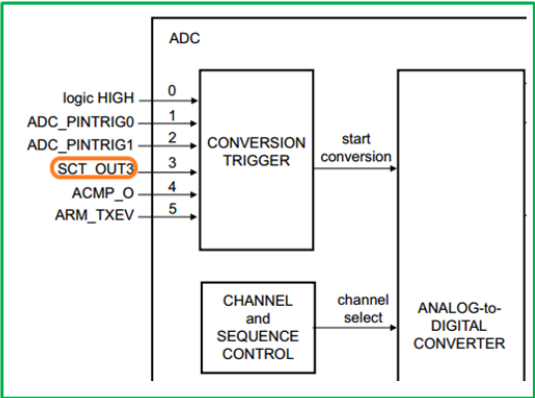 ADC
logic HIGH 0
ADC_PINTRIG0 1
ADC_PINTRIG1 2
SCT_OUT3 3
ACMP_O 4
ARM_TXEV 5
CONVERSION
TRIGGER
start
conversion
CHANNEL
and
SEQUENCE
CONTROL
channel
select
ANALOG-to-
DIGITAL
CONVERTER